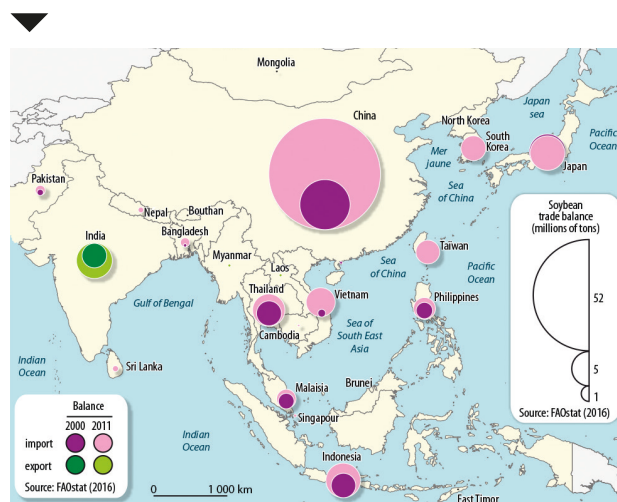 Mongolia
China
North Korea
Japan
sea
South
Korea
Mer
jaune
Pacific
Ocean
Japan
Sea
of China
Pakistan
Nepal
Bouthan
Bangladesh
India
Myanmar
Laos
Sea
of China
Taiwan
Pacific
Ocean
Thailand
Vietnam
Philippines
Gulf of Bengal
Cambodia
Sea of
South East
Asia
Indian
Ocean
Sri Lanka
Malaisia
Brunei
Singapour
Indian
Ocean
Indonesia
East Timor
Soybean
trade balance
(millions of tons)
52
5
1
Source: FAOstat (2016)
Balance
2000 2011
import
export
Source: FAOstat (2016)
0 1 000 km